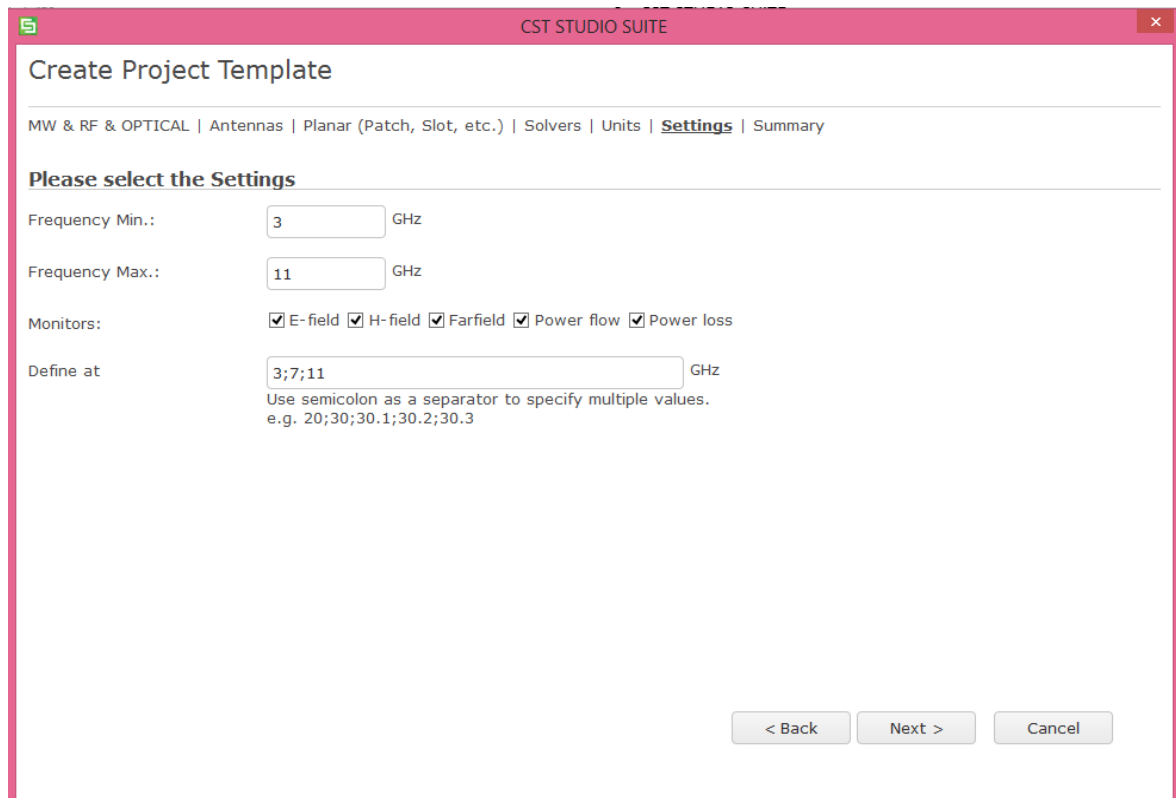 CST STUDIO SUITE
Create Project Template
MW & RF & OPTICAL | Antennas | Planar (Patch, Slot, etc.) | Solvers | Units | Settings | Summary
Please select the Settings
Frequency Min.: 3 GHz
Frequency Max.: 11 GHz
Monitors: E-field H-field Farfield Power flow Power loss
Define at 3;7;11 GHz
Use semicolon as a separator to specify multiple values.
e.g. 20;30;30.1;30.2;30.3
< Back Next > Cancel